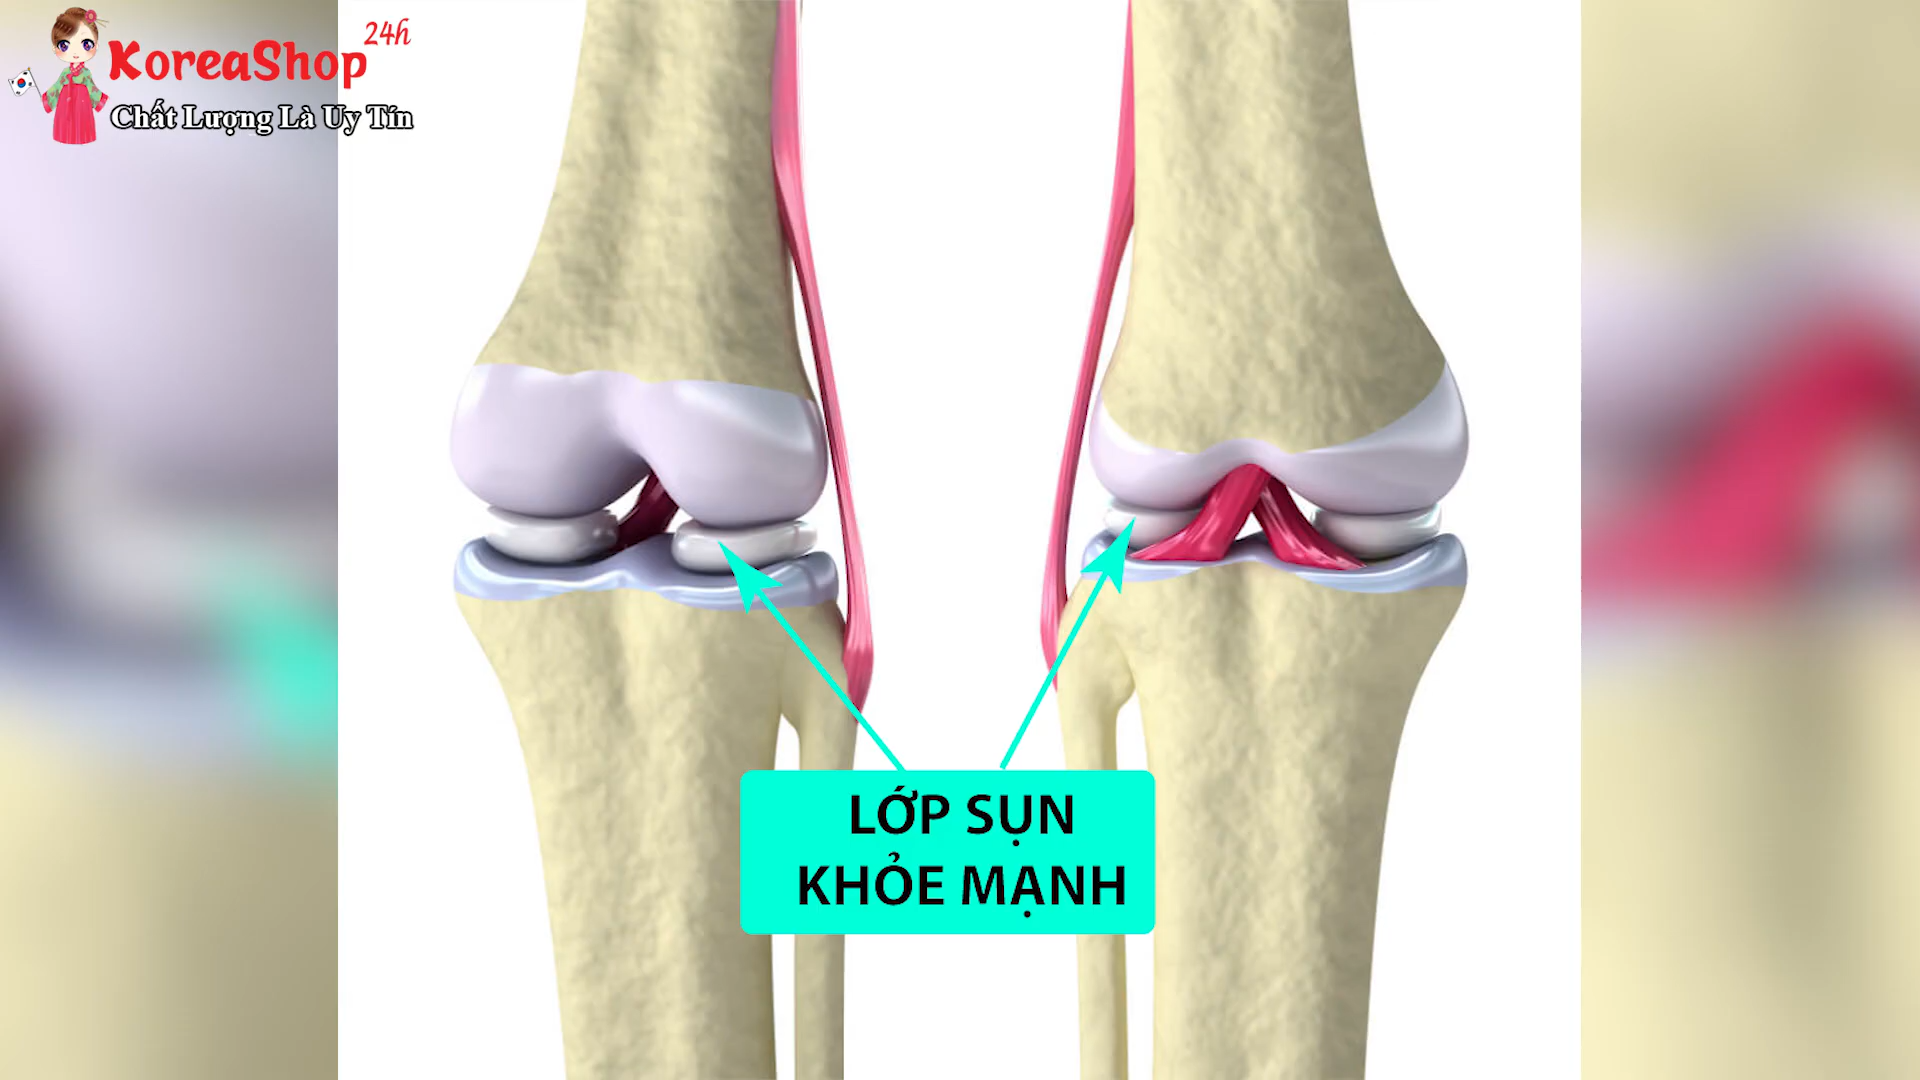 KoreaShop 24h
Chất Lượng Là Uy Tín
LỚP SỤN
KHỎE MẠNH